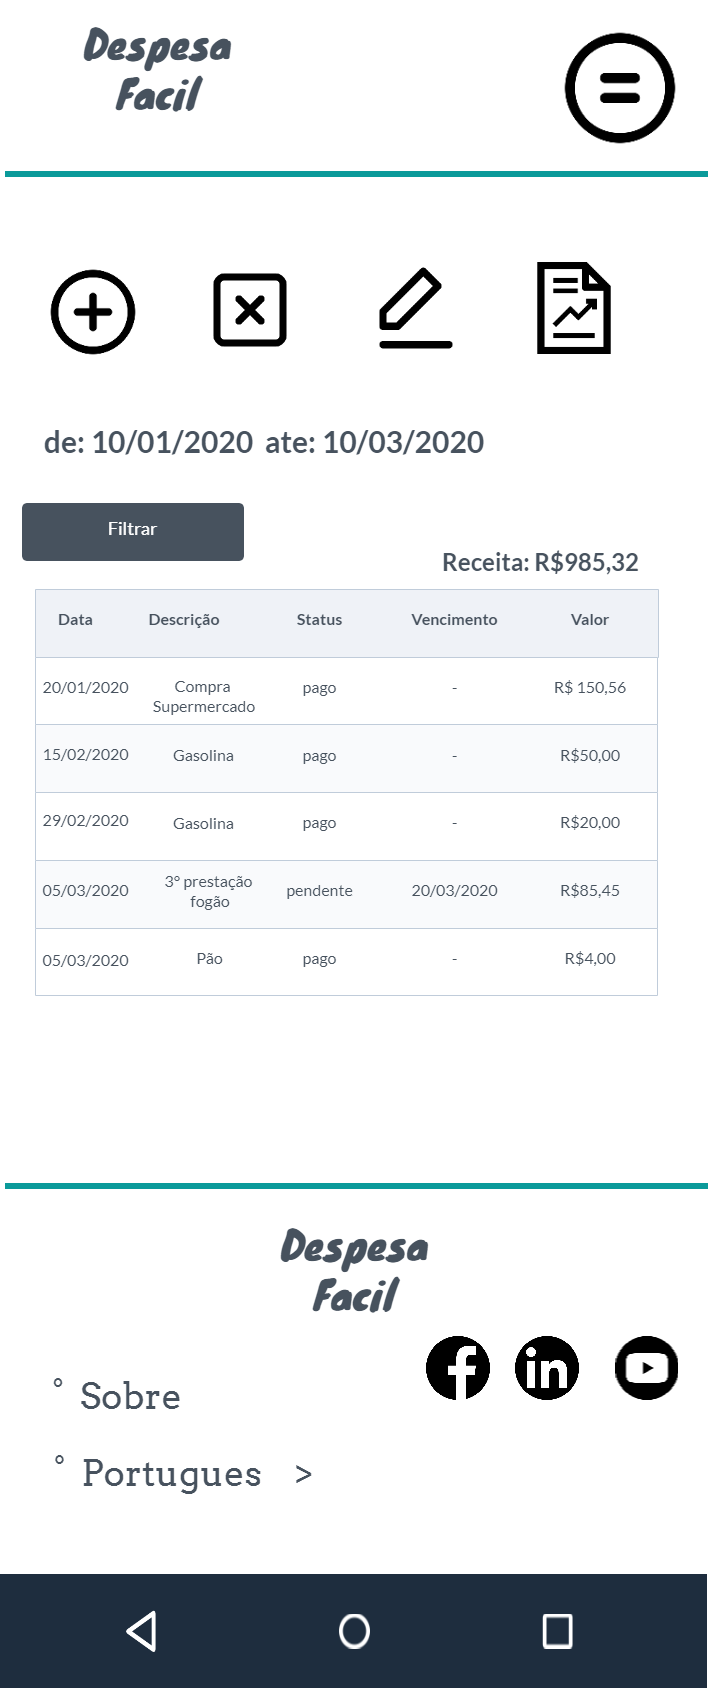 Despesa
Facil
de: 10/01/2020 ate: 10/03/2020
Filtrar
Receita: R$985,32
Data Descrição Status Vencimento Valor
20/01/2020 Compra Supermercado pago - R$ 150,56
15/02/2020 Gasolina pago - R$50,00
29/02/2020 Gasolina pago - R$20,00
05/03/2020 3° prestação fogão pendente 20/03/2020 R$85,45
05/03/2020 Pão pago - R$4,00
Despesa
Facil
° Sobre
° Portugues >